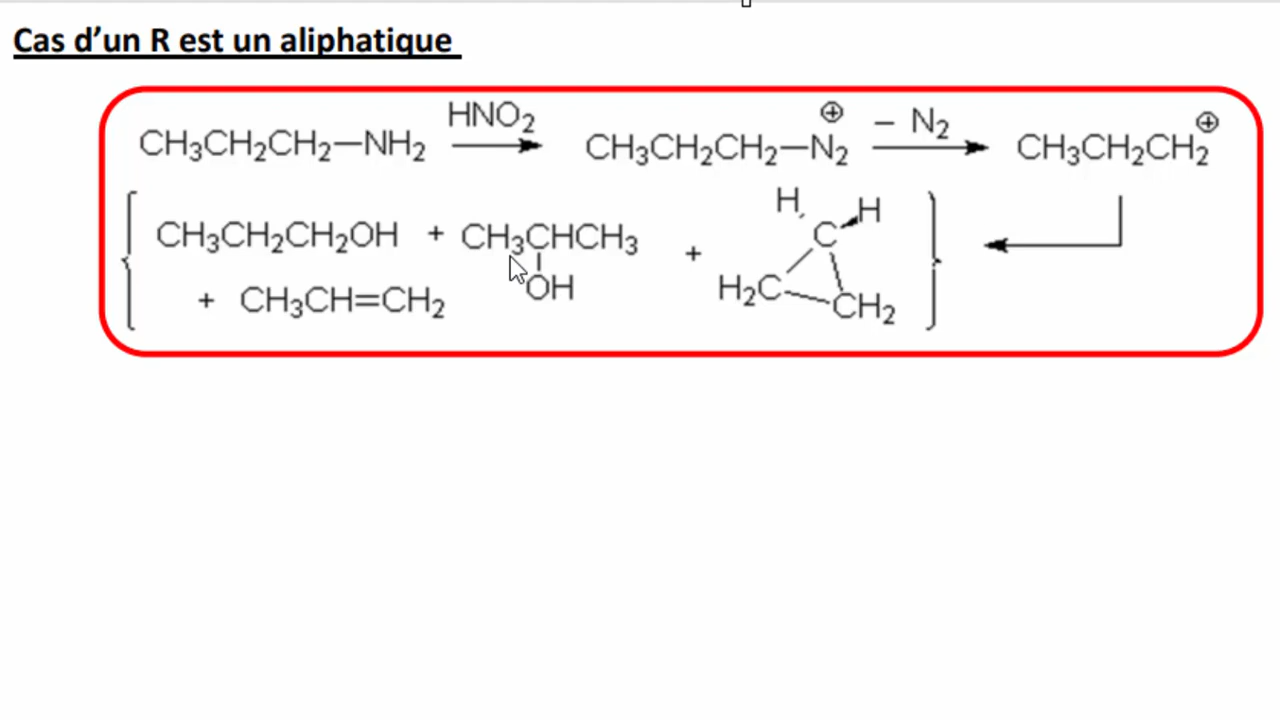 Cas d'un R est un aliphatique
CH₃CH₂CH₂—NH₂ HNO₂ CH₃CH₂CH₂—N₂ ⊕ – N₂ CH₃CH₂CH₂ ⊕
CH₃CH₂CH₂OH + CH₃CHCH₃ + H C H
OH H₂C CH₂
+ CH₃CH=CH₂